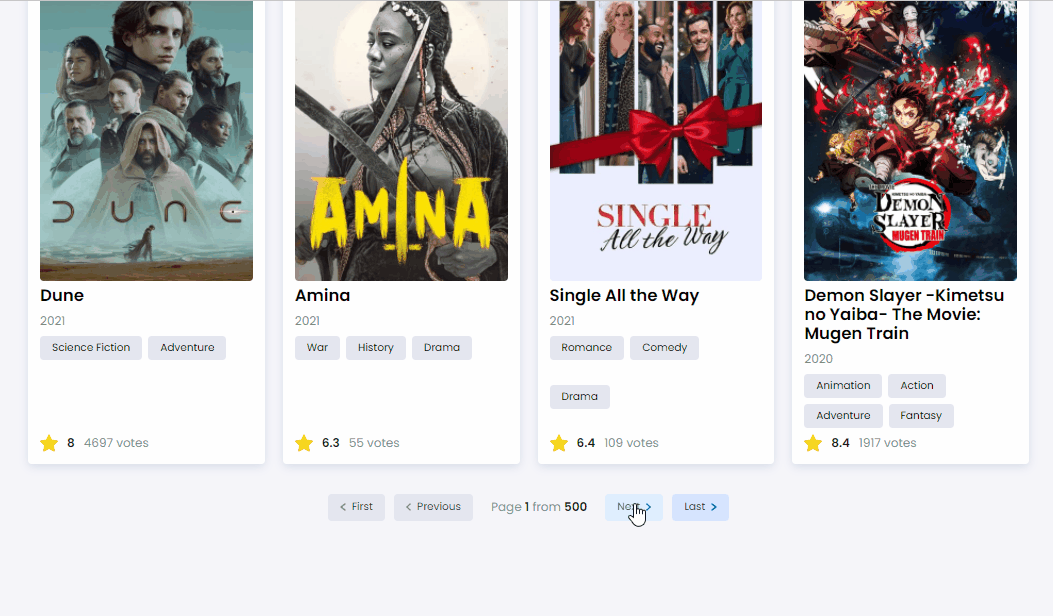 DUNE
AMINA
SINGLE
All the Way
KIMETSU NO YAIBA
DEMON
SLAYER
MUGEN TRAIN
Dune
2021
Science Fiction
Adventure
8 4697 votes
Amina
2021
War
History
Drama
6.3 55 votes
Single All the Way
2021
Romance
Comedy
Drama
6.4 109 votes
Demon Slayer -Kimetsu
no Yaiba- The Movie:
Mugen Train
2020
Animation
Action
Adventure
Fantasy
8.4 1917 votes
< First
< Previous
Page 1 from 500
Last >